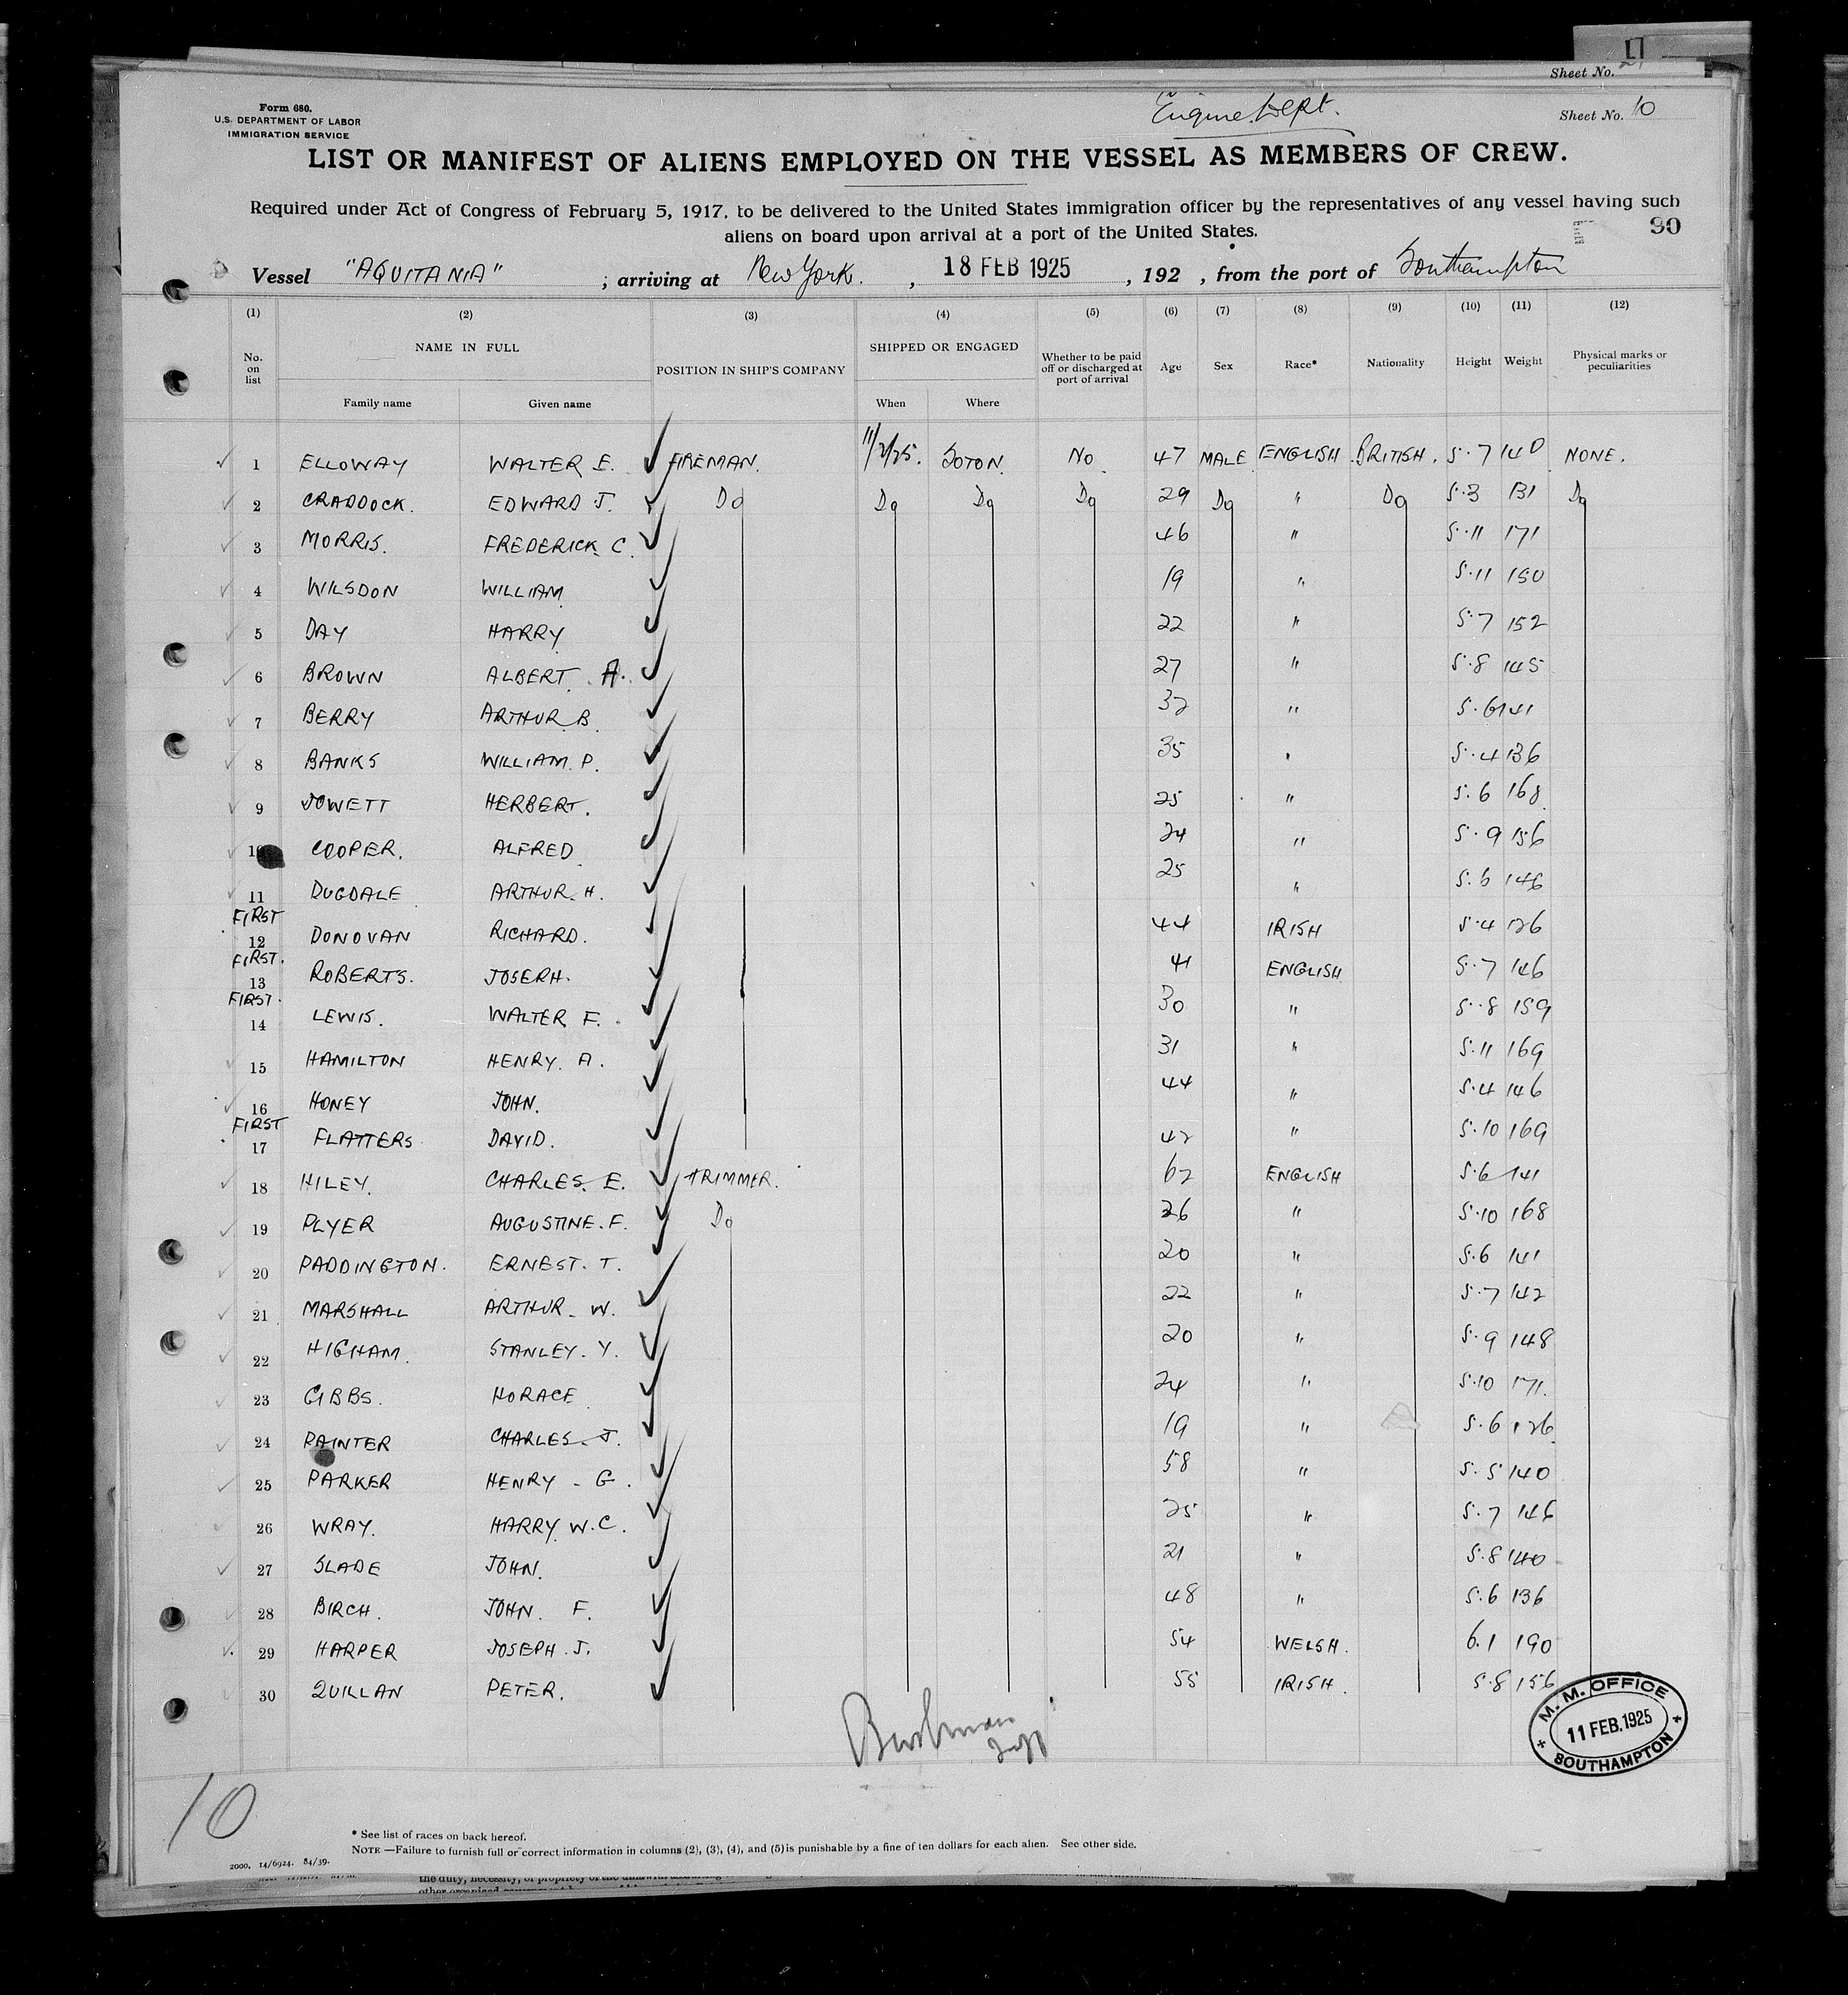 Sheet No.
Form 680.
U.S. DEPARTMENT OF LABOR
IMMIGRATION SERVICE
Engine Dept.
Sheet No. 10
LIST OR MANIFEST OF ALIENS EMPLOYED ON THE VESSEL AS MEMBERS OF CREW.
Required under Act of Congress of February 5, 1917, to be delivered to the United States immigration officer by the representatives of any vessel having such
aliens on board upon arrival at a port of the United States.
90
Vessel "AQUITANIA" ; arriving at New York. , 18 FEB 1925 , 192 , from the port of Southampton
(1) (2) (3) (4) (5) (6) (7) (8) (9) (10) (11) (12)
No. on list NAME IN FULL POSITION IN SHIP'S COMPANY SHIPPED OR ENGAGED Whether to be paid off or discharged at port of arrival Age Sex Race* Nationality Height Weight Physical marks or peculiarities
Family name Given name When Where
1 ELLOWAY WALTER E. FIREMAN. 11/2/25. SOTON. NO 47 MALE ENGLISH BRITISH. 5.7 140 NONE.
2 CRADDOCK. EDWARD J. Do Do Do Do 29 Do " Do 5.3 131 Do
3 MORRIS. FREDERICK C. 46 " 5.11 171
4 WILSDON WILLIAM 19 " 5.11 150
5 DAY HARRY 22 " 5.7 152
6 BROWN ALBERT. A. 27 " 5.8 145
7 BERRY ARTHUR B. 32 " 5.6 141
8 BANKS WILLIAM. P. 35 " 5.4 136
9 JOWETT HERBERT. 25 " 5.6 168
10 COOPER. ALFRED 24 " 5.9 156
11 DUGDALE ARTHUR. H. 25 " 5.6 146
FIRST
12 DONOVAN RICHARD. 44 IRISH 5.4 126
FIRST.
13 ROBERTS. JOSEPH. 41 ENGLISH 5.7 146
FIRST.
14 LEWIS. WALTER F. 30 " 5.8 159
15 HAMILTON HENRY. A. 31 " 5.11 169
16 HONEY JOHN. 44 " 5.4 146
FIRST
17 FLATTERS DAVID. 42 " 5.10 169
18 HILEY. CHARLES. E. TRIMMER. 62 ENGLISH 5.6 141
19 PLYER AUGUSTINE. F. Do 26 " 5.10 168
20 PADDINGTON. ERNEST. T. 20 " 5.6 141
21 MARSHALL ARTHUR. W. 22 " 5.7 142
22 HIGHAM. STANLEY. Y. 20 " 5.9 148
23 GIBBS. HORACE 24 " 5.10 171.
24 PAINTER CHARLES. J. 19 " 5.6 126.
25 PARKER HENRY - G. 58 " 5.5 140
26 WRAY. HARRY. W.C. 25 " 5.7 146
27 SLADE JOHN. 21 " 5.8 140
28 BIRCH. JOHN. F. 48 " 5.6 136
29 HARPER JOSEPH. J. 54 WELSH. 6.1 190
30 QUILLAN PETER. 55 IRISH. 5.8 156
M. M. OFFICE
11 FEB. 1925
SOUTHAMPTON
10
* See list of races on back hereof.
NOTE —Failure to furnish full or correct information in columns (2), (3), (4), and (5) is punishable by a fine of ten dollars for each alien. See other side.
2000. 14/6924. 84/39.